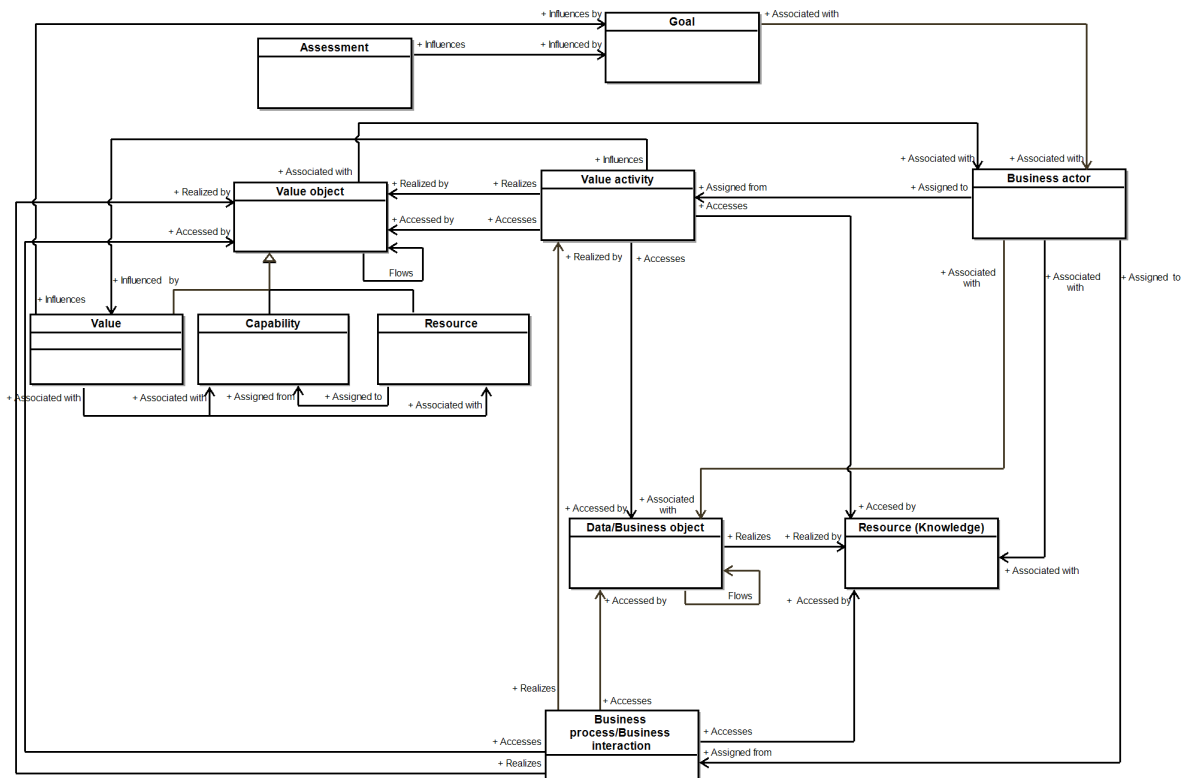 + Influences by
Goal
+ Associated with
Assessment
+ Influences
+ Influenced by
+ Influences
+ Associated with
+ Associated with
+ Associated with
Value object
Value activity
Business actor
+ Realized by
+ Realized by
+ Realizes
+ Assigned from
+ Assigned to
+ Accesses
+ Accessed by
+ Accessed by
+ Accesses
+ Realized by
+ Accesses
Flows
+ Influenced by
+ Associated
with
+ Associated
with
+ Assigned to
+ Influences
Value
Capability
Resource
+ Associated with
+ Associated with
+ Assigned from
+ Assigned to
+ Associated with
+ Accessed by
+ Associated
with
+ Accesed by
Data/Business object
Resource (Knowledge)
+ Realizes
+ Realized by
+ Associated with
Flows
+ Accessed by
+ Accessed by
+ Realizes
+ Accesses
Business
process/Business
interaction
+ Accesses
+ Accesses
+ Assigned from
+ Realizes